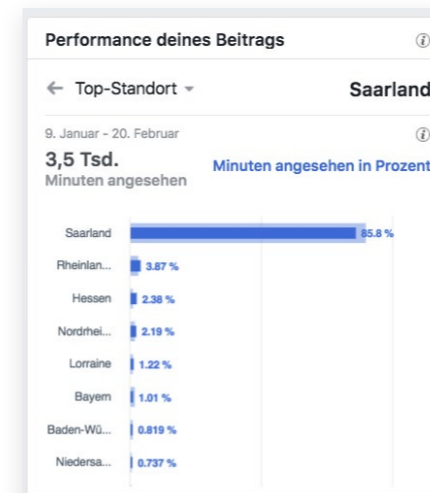 Performance deines Beitrags
Top-Standort
Saarland
9. Januar - 20. Februar
3,5 Tsd.
Minuten angesehen
Minuten angesehen in Prozent
Saarland 85.8 %
Rheinlan... 3.87 %
Hessen 2.38 %
Nordrhei... 2.19 %
Lorraine 1.22 %
Bayern 1.01 %
Baden-Wü... 0.819 %
Niedersa... 0.737 %